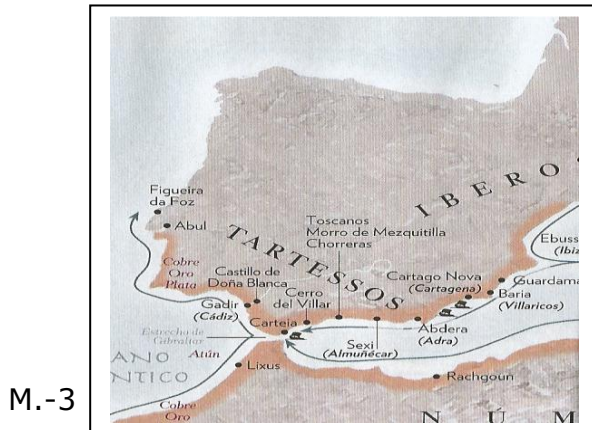 Figueira
da Foz
Abul
IBERO
TARTESSOS
Toscanos
Morro de Mezquitilla
Chorreras
Cobre
Oro
Plata
Castillo de
Doña Blanca
Cerro
del Villar
Cartago Nova
(Cartagena)
Ebuss
(Ibiz
Guardama
Baria
(Villaricos)
Gadir
(Cádiz)
Carteia
Sexi
(Almuñécar)
Abdera
(Adra)
Estrecho de
Gibraltar
Atún
ANO
NTICO
Lixus
Rachgoun
Cobre
Oro
N Ú M
M.-3